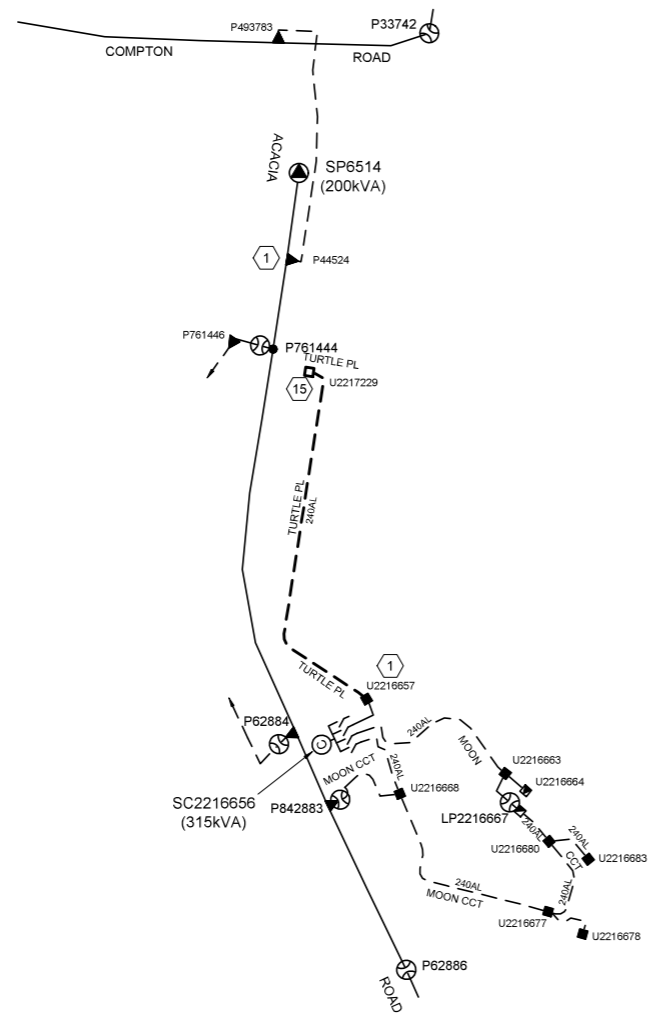 P493783
P33742
COMPTON
ROAD
ACACIA
SP6514
(200kVA)
1
P44524
P761446
P761444
TURTLE PL
15
U2217229
TURTLE PL
240AL
TURTLE PL
1
U2216657
P62884
C
240AL
MOON
U2216663
U2216664
MOON CCT
240AL
U2216668
SC2216656
(315kVA)
P842883
LP2216667
240AL
240AL
U2216680
CCT
U2216683
240AL
MOON CCT
240AL
U2216677
U2216678
P62886
ROAD